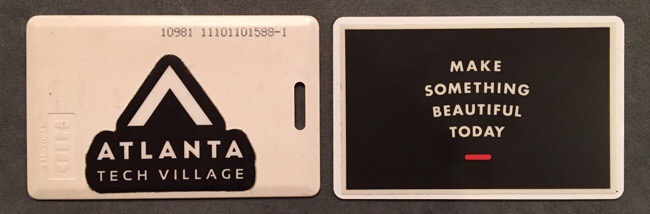 10981 11101101588-1
ATLANTA
TECH VILLAGE
MAKE
SOMETHING
BEAUTIFUL
TODAY